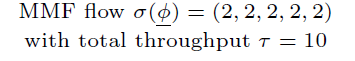 MMF flow σ(ϕ) = (2, 2, 2, 2, 2)
with total throughput τ = 10